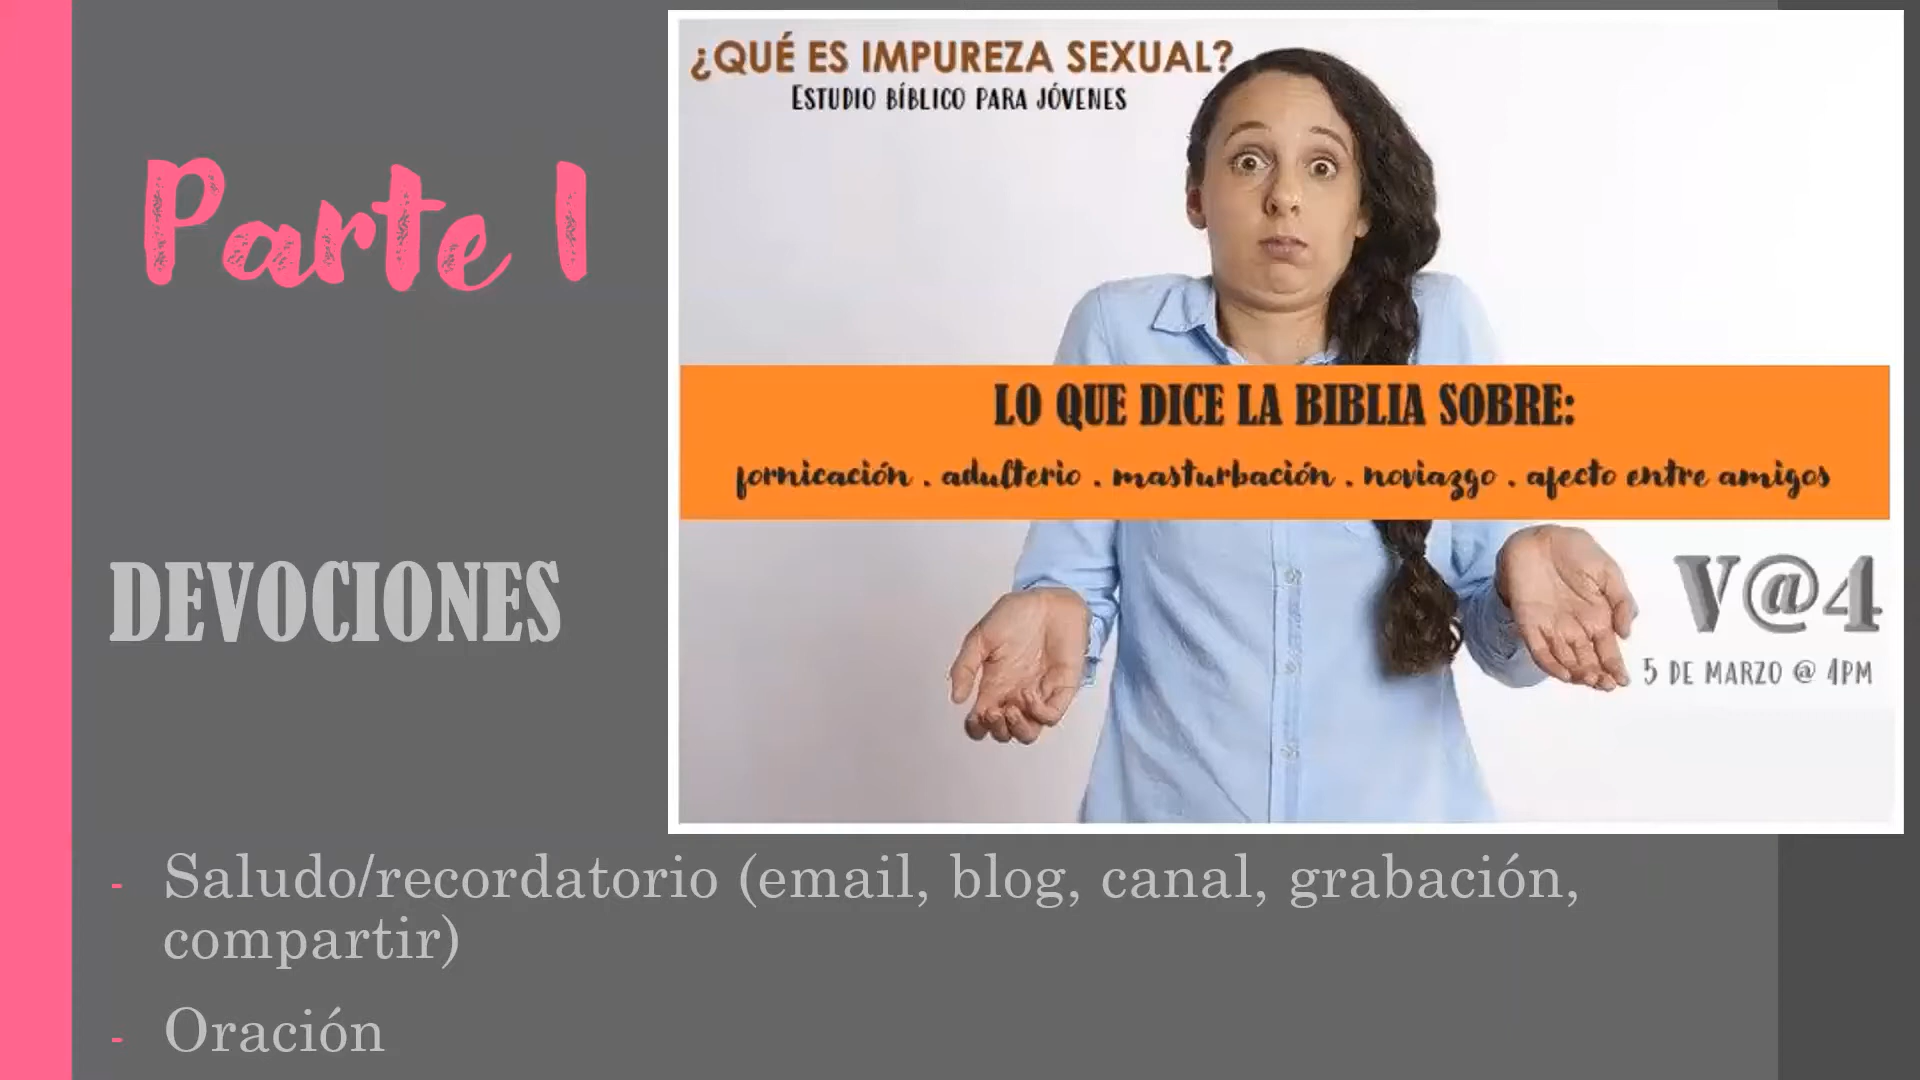 Parte I
DEVOCIONES
¿QUÉ ES IMPUREZA SEXUAL?
ESTUDIO BÍBLICO PARA JÓVENES
LO QUE DICE LA BIBLIA SOBRE:
fornicación . adulterio . masturbación . noviazgo . afecto entre amigos
V@4
5 DE MARZO @ 4PM
- Saludo/recordatorio (email, blog, canal, grabación,
compartir)
- Oración